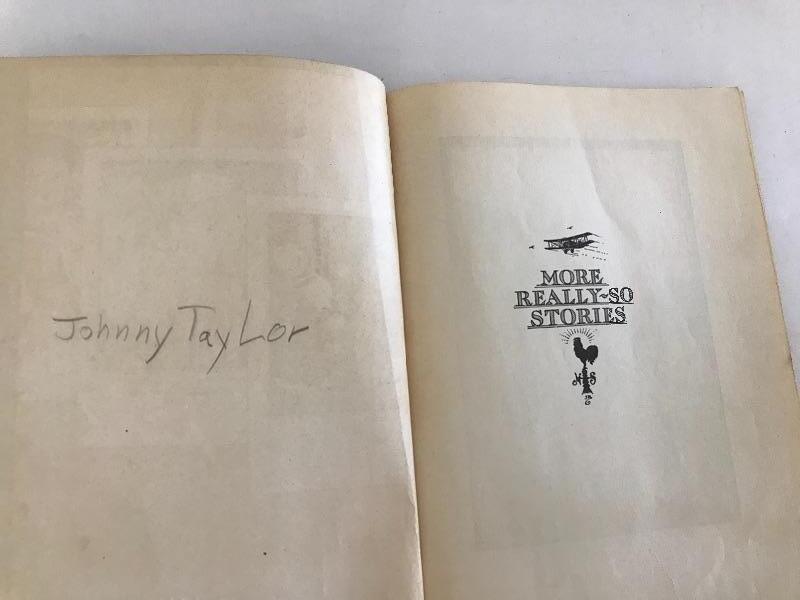 Johnny Taylor
MORE
REALLY-SO
STORIES
N S